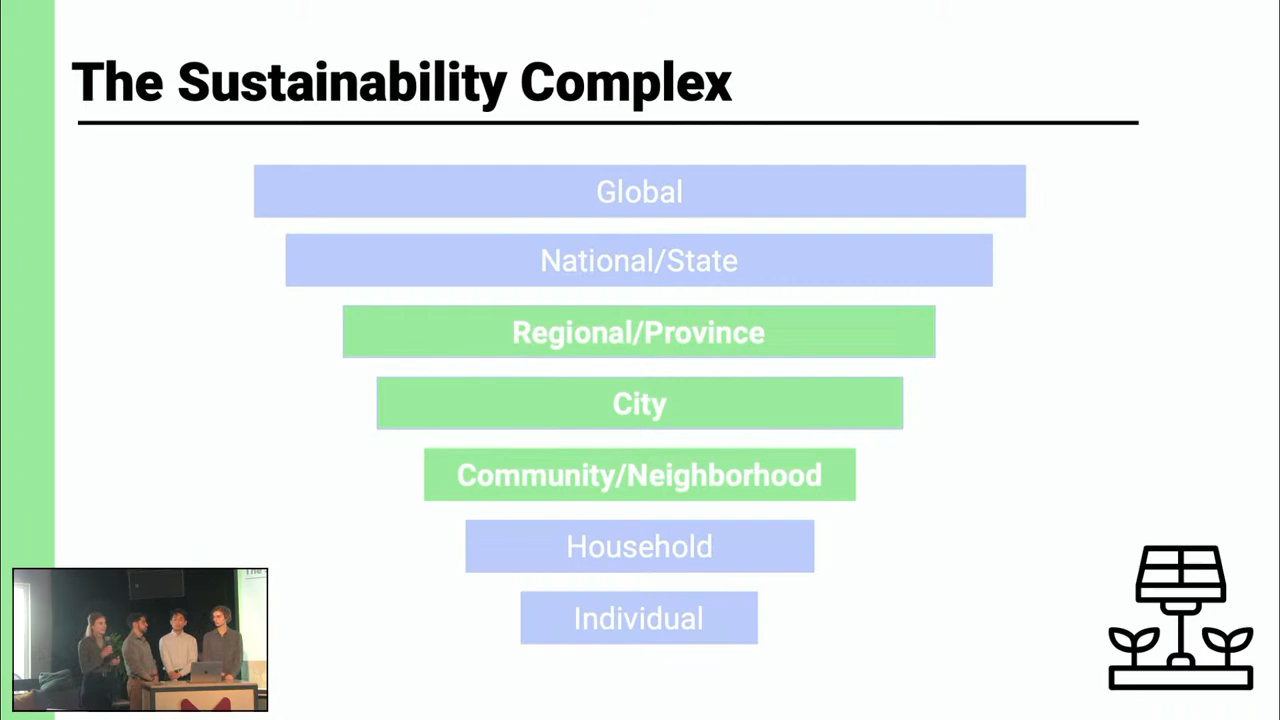 The Sustainability Complex
Global
National/State
Regional/Province
City
Community/Neighborhood
Household
Individual